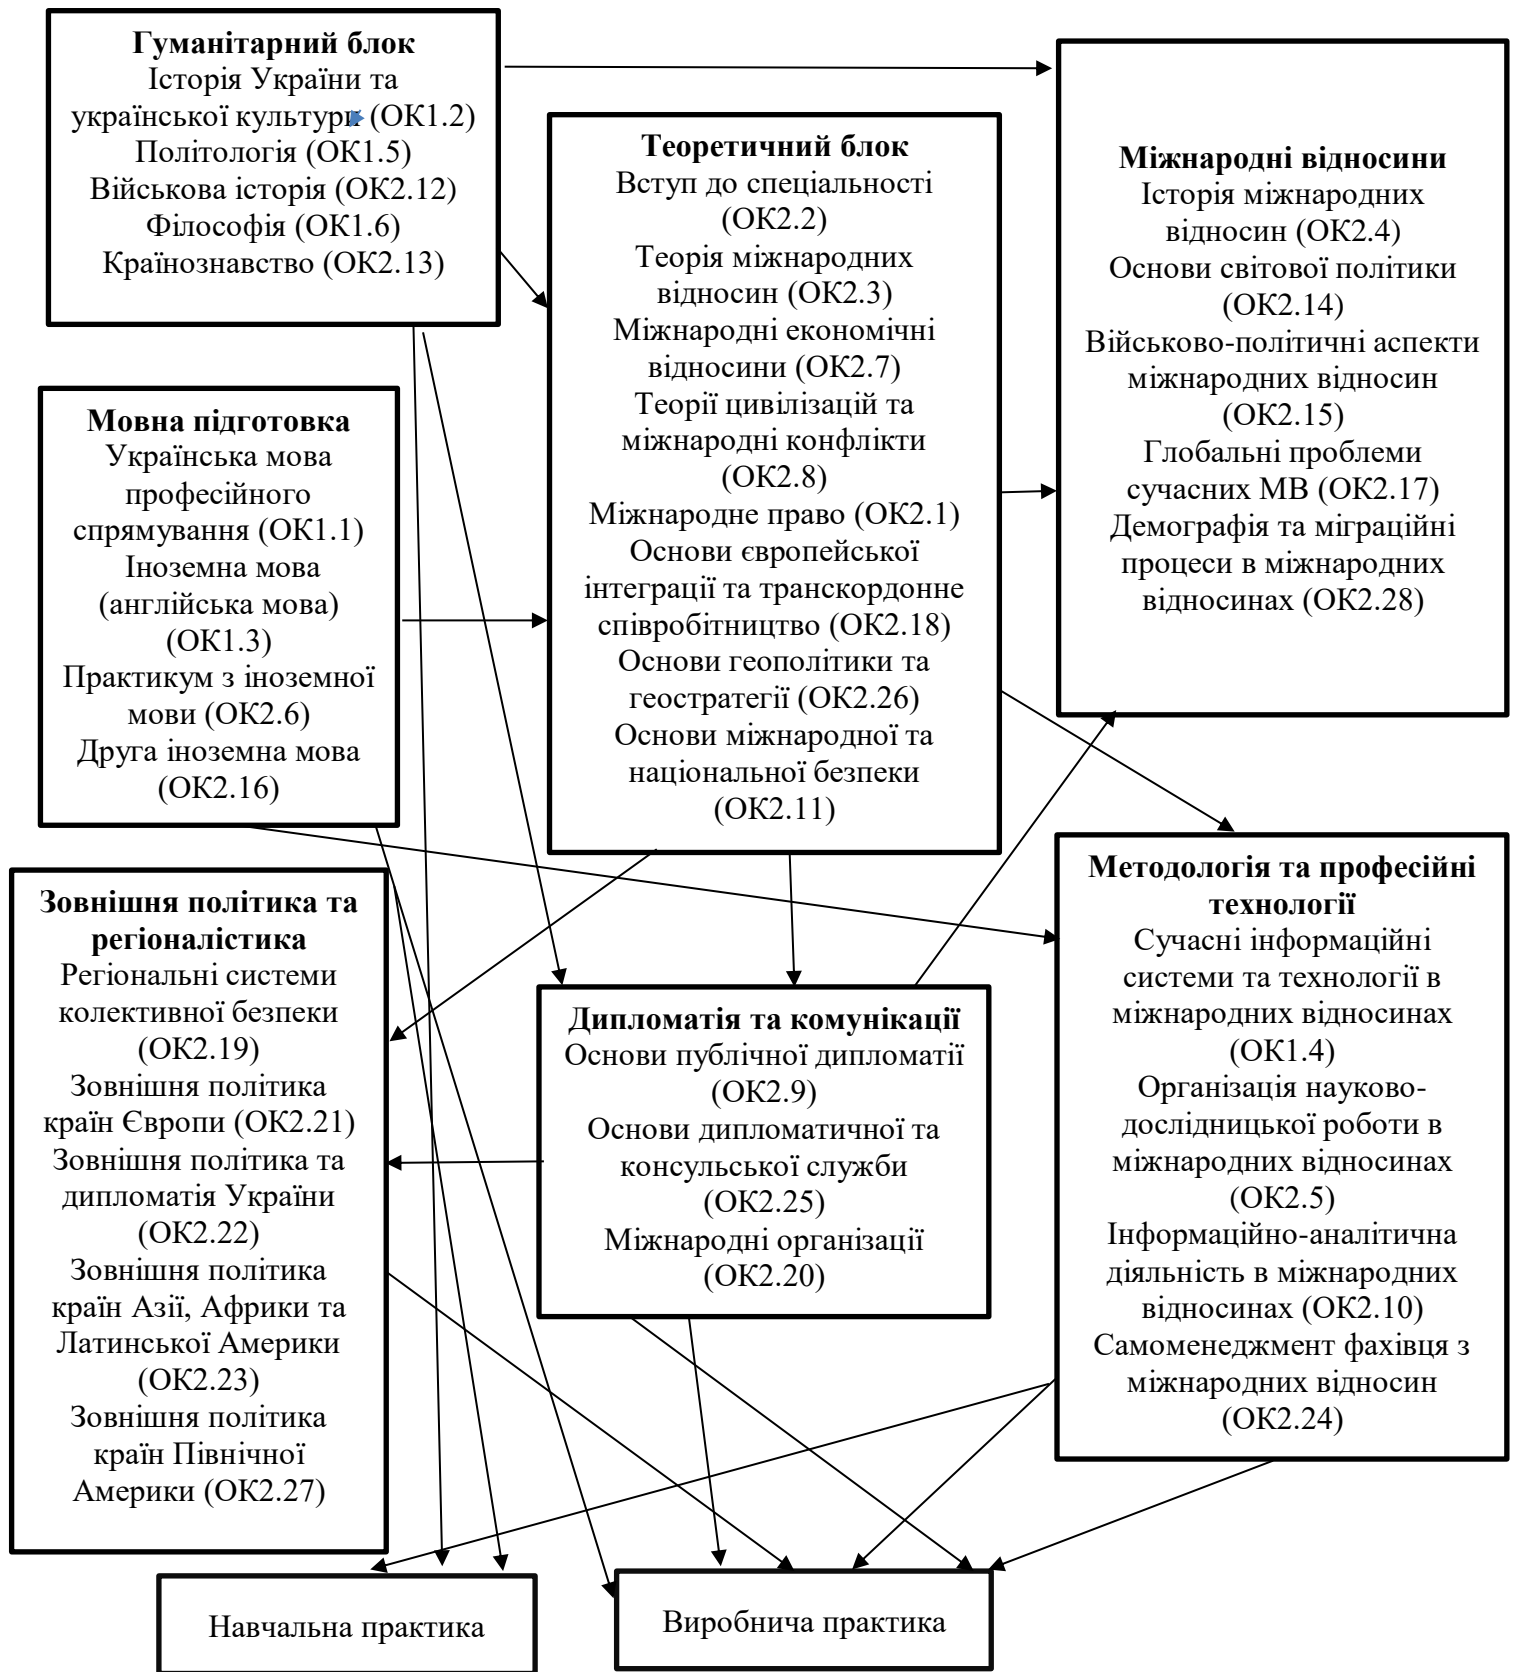 Гуманітарний блок
Історія України та
української культури (ОК1.2)
Політологія (ОК1.5)
Військова історія (ОК2.12)
Філософія (ОК1.6)
Країнознавство (ОК2.13)
Теоретичний блок
Вступ до спеціальності
(ОК2.2)
Теорія міжнародних
відносин (ОК2.3)
Міжнародні економічні
відносини (ОК2.7)
Теорії цивілізацій та
міжнародні конфлікти
(ОК2.8)
Міжнародне право (ОК2.1)
Основи європейської
інтеграції та транскордонне
співробітництво (ОК2.18)
Основи геополітики та
геостратегії (ОК2.26)
Основи міжнародної та
національної безпеки
(ОК2.11)
Міжнародні відносини
Історія міжнародних
відносин (ОК2.4)
Основи світової політики
(ОК2.14)
Військово-політичні аспекти
міжнародних відносин
(ОК2.15)
Глобальні проблеми
сучасних МВ (ОК2.17)
Демографія та міграційні
процеси в міжнародних
відносинах (ОК2.28)
Мовна підготовка
Українська мова
професійного
спрямування (ОК1.1)
Іноземна мова
(англійська мова)
(ОК1.3)
Практикум з іноземної
мови (ОК2.6)
Друга іноземна мова
(ОК2.16)
Зовнішня політика та
регіоналістика
Регіональні системи
колективної безпеки
(ОК2.19)
Зовнішня політика
країн Європи (ОК2.21)
Зовнішня політика та
дипломатія України
(ОК2.22)
Зовнішня політика
країн Азії, Африки та
Латинської Америки
(ОК2.23)
Зовнішня політика
країн Північної
Америки (ОК2.27)
Дипломатія та комунікації
Основи публічної дипломатії
(ОК2.9)
Основи дипломатичної та
консульської служби
(ОК2.25)
Міжнародні організації
(ОК2.20)
Методологія та професійні
технології
Сучасні інформаційні
системи та технології в
міжнародних відносинах
(ОК1.4)
Організація науково-
дослідницької роботи в
міжнародних відносинах
(ОК2.5)
Інформаційно-аналітична
діяльність в міжнародних
відносинах (ОК2.10)
Самоменеджмент фахівця з
міжнародних відносин
(ОК2.24)
Навчальна практика
Виробнича практика